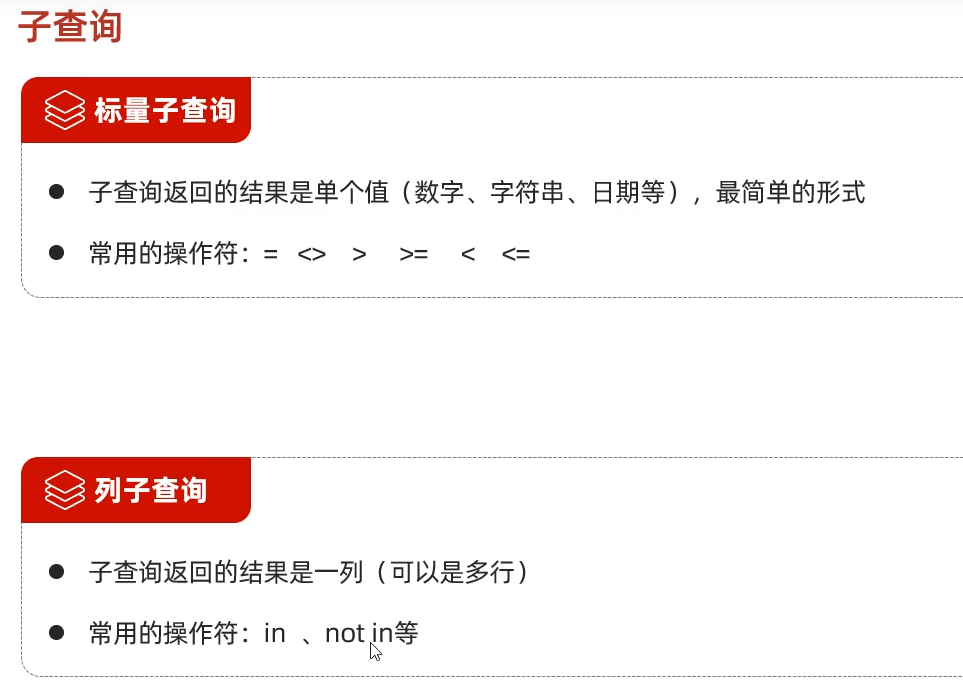 子查询
标量子查询
子查询返回的结果是单个值（数字、字符串、日期等），最简单的形式
常用的操作符：= <> > >= < <=
列子查询
子查询返回的结果是一列（可以是多行）
常用的操作符：in 、not in等